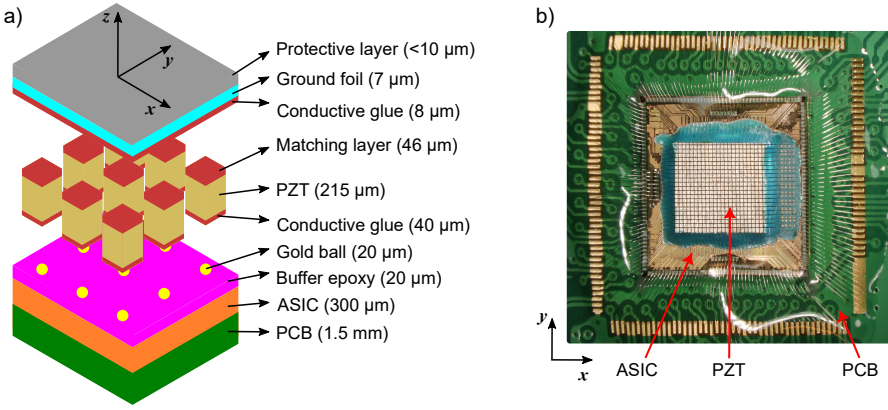 a)
z
y
x
Protective layer (<10 µm)
Ground foil (7 µm)
Conductive glue (8 µm)
Matching layer (46 µm)
PZT (215 µm)
Conductive glue (40 µm)
Gold ball (20 µm)
Buffer epoxy (20 µm)
ASIC (300 µm)
PCB (1.5 mm)
b)
y
x
ASIC
PZT
PCB